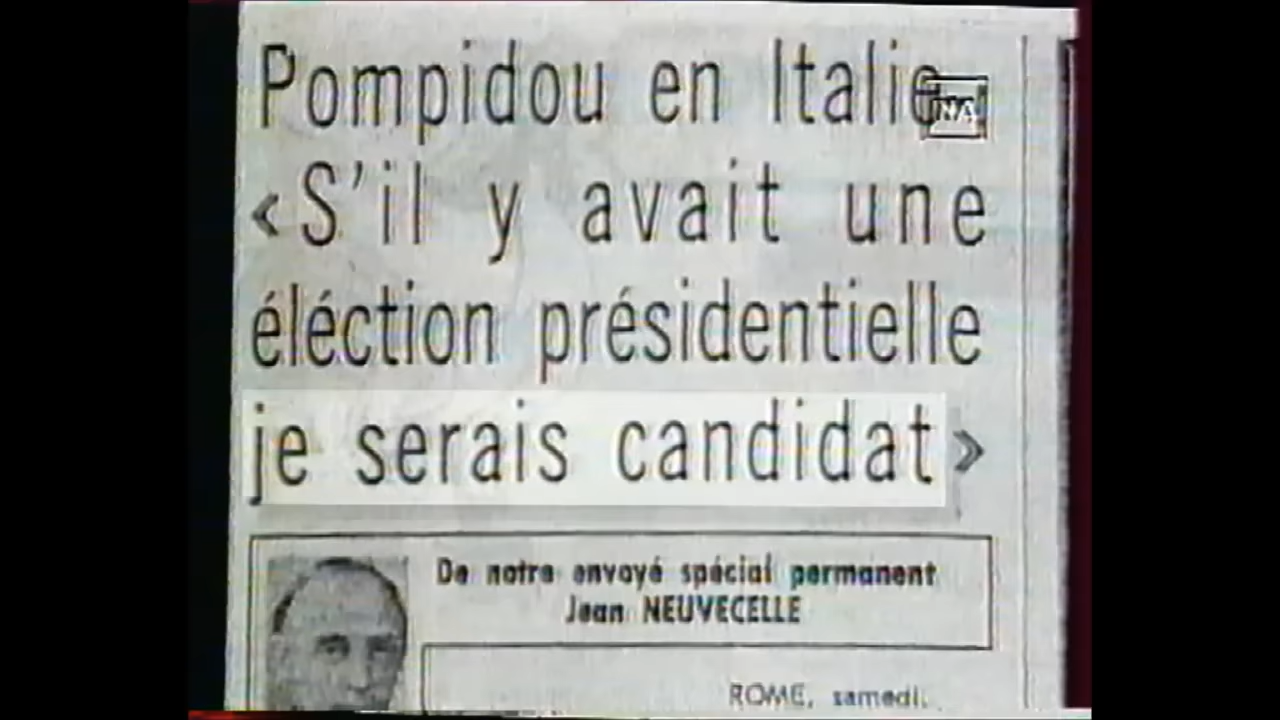 Pompidou en Italie
«S'il y avait une
éléction présidentielle
je serais candidat»
De notre envoyé spécial permanent
Jean NEUVECELLE
ROME, samedi.
INA